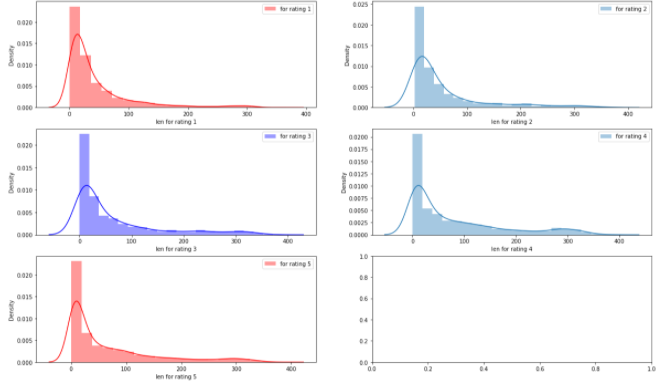 for rating 1
Density
0.020
0.015
0.010
0.005
0.000
0 100 200 300 400
len for rating 1
for rating 2
Density
0.025
0.020
0.015
0.010
0.005
0.000
0 100 200 300 400
len for rating 2
for rating 3
Density
0.020
0.015
0.010
0.005
0.000
0 100 200 300 400
len for rating 3
for rating 4
Density
0.0200
0.0175
0.0150
0.0125
0.0100
0.0075
0.0050
0.0025
0.0000
0 100 200 300 400
len for rating 4
for rating 5
Density
0.020
0.015
0.010
0.005
0.000
0 100 200 300 400
len for rating 5
1.0
0.8
0.6
0.4
0.2
0.0
0.0 0.2 0.4 0.6 0.8 1.0